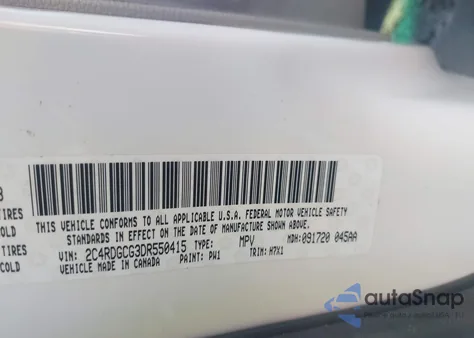 3
TIRES
COLD
TIRES
COLD
THIS VEHICLE CONFORMS TO ALL APPLICABLE U.S.A. FEDERAL MOTOR VEHICLE SAFETY
STANDARDS IN EFFECT ON THE DATE OF MANUFACTURE SHOWN ABOVE.
VIN: 2C4RDGCG3DR550415 TYPE: MPV MDH: 091720 045AA
VEHICLE MADE IN CANADA PAINT: PW1 TRIM: H7X1
autoSnap